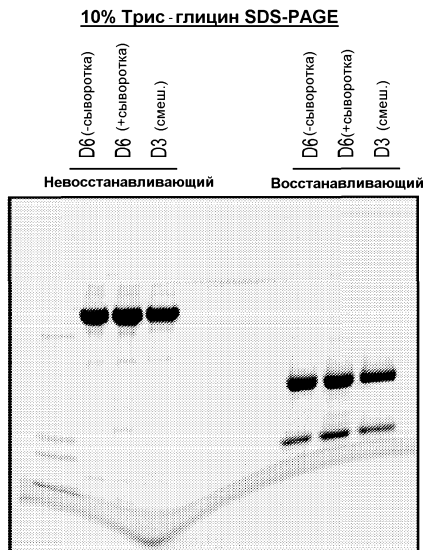 10% Трис - глицин SDS-PAGE
D6 (-сыворотка)
D6 (+сыворотка)
D3 (смеш.)
D6 (-сыворотка)
D6(+сыворотка)
D3 (смеш.)
Невосстанавливающий
Восстанавливающий